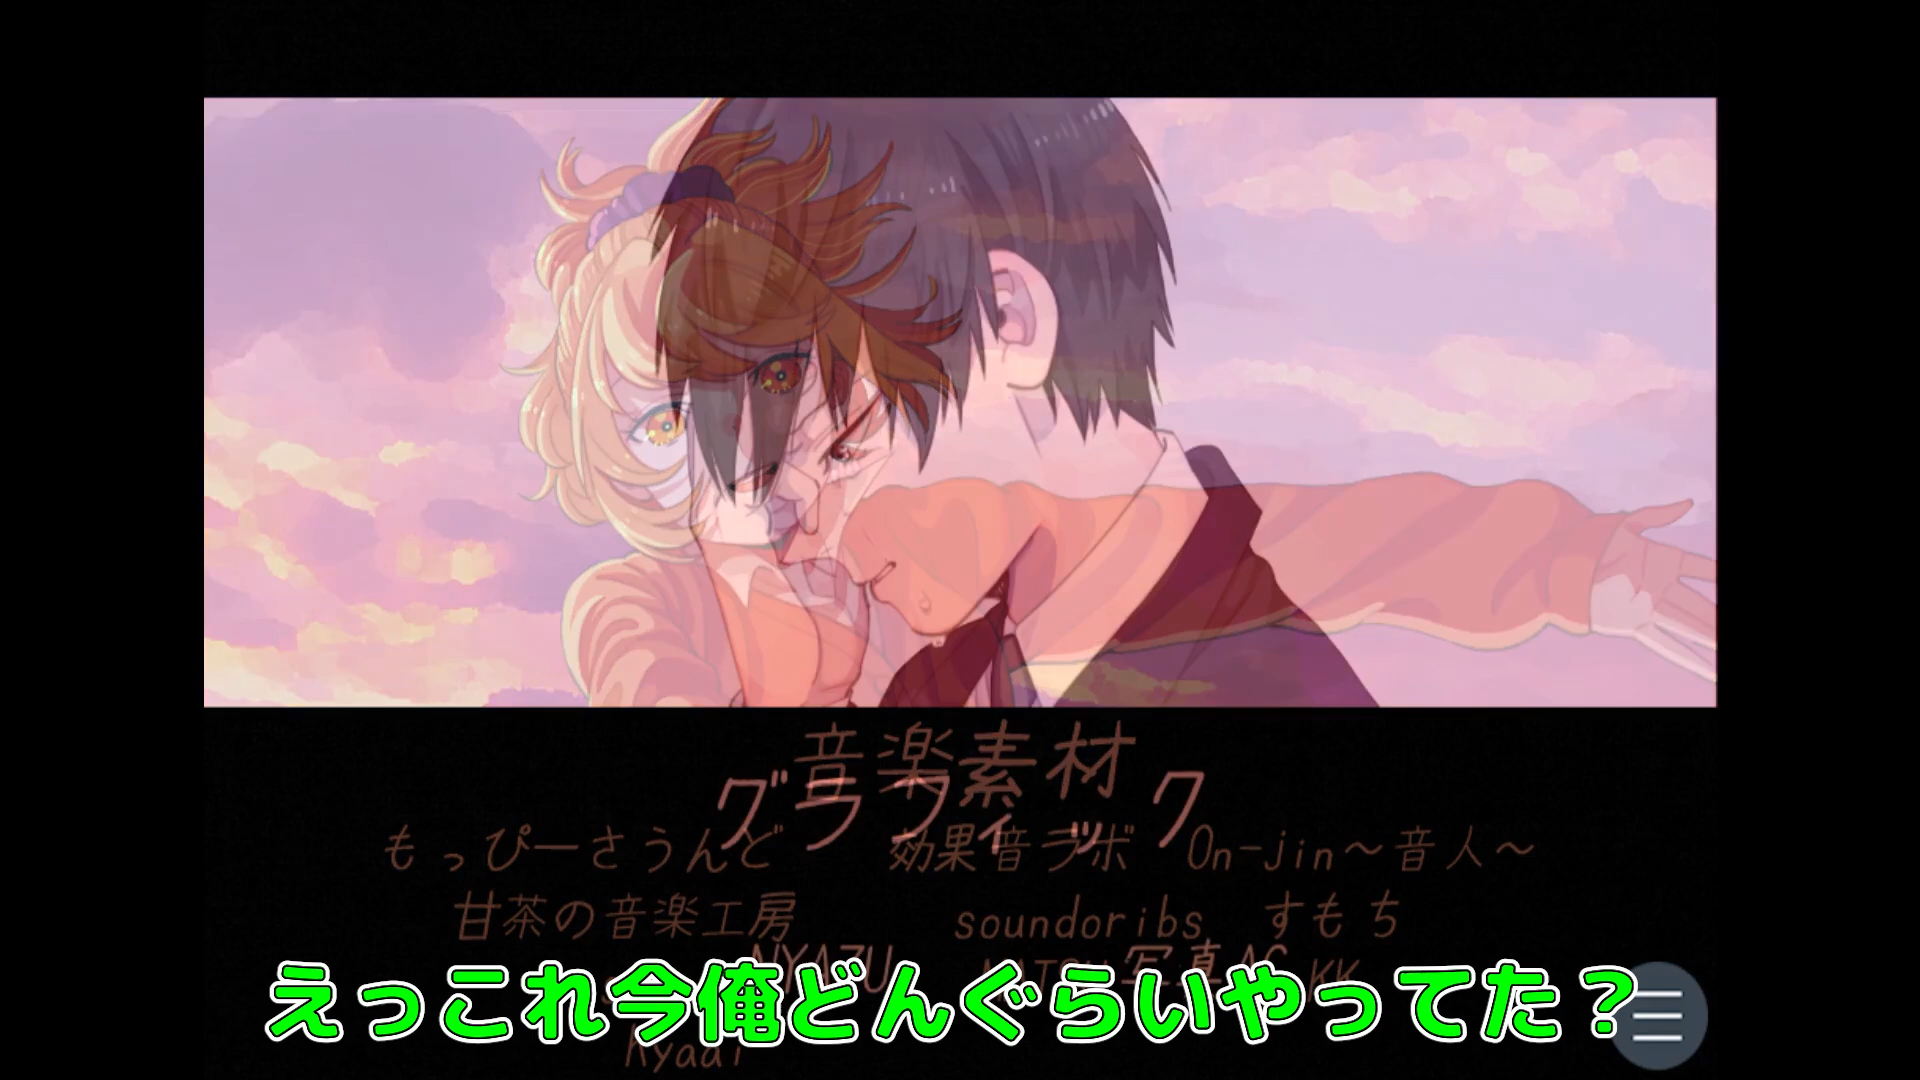 音楽素材
グラフィック
もっぴーさうんど 効果音ラボ On-jin～音人～
甘茶の音楽工房 soundoribs すもち
NYAZU 写真AC KK
えっこれ今俺どんぐらいやってた？